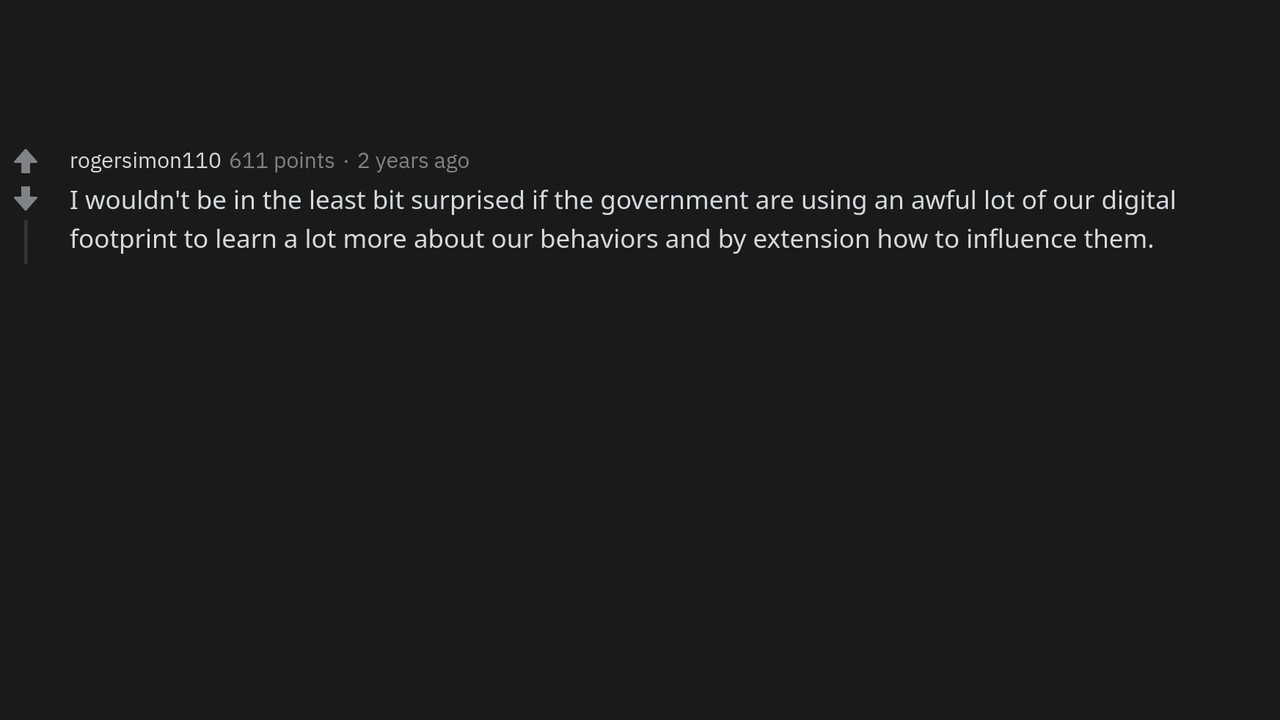 rogersimon110 611 points · 2 years ago
I wouldn't be in the least bit surprised if the government are using an awful lot of our digital
footprint to learn a lot more about our behaviors and by extension how to influence them.